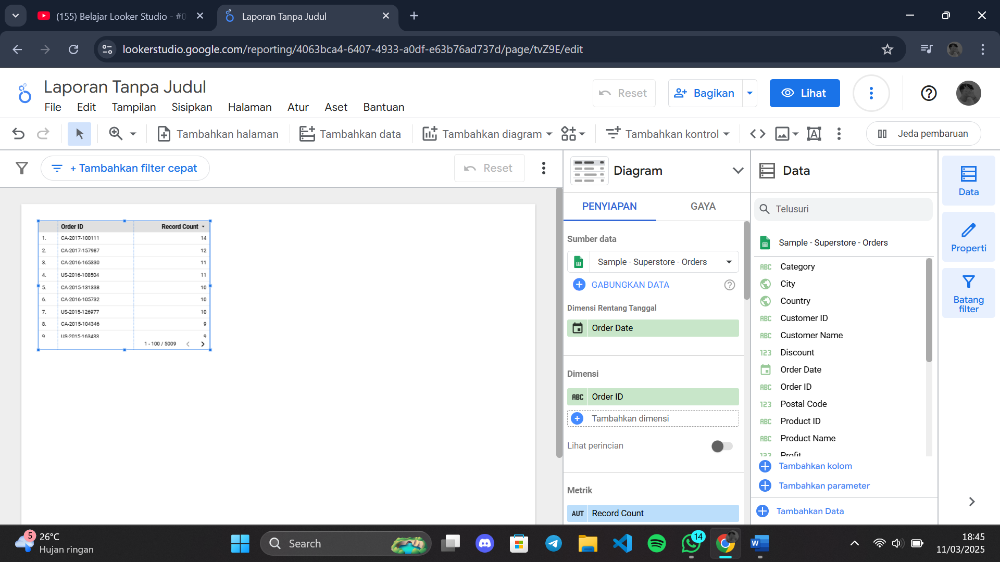 (155) Belajar Looker Studio - #0
Laporan Tanpa Judul
lookerstudio.google.com/reporting/4063bca4-6407-4933-a0df-e63b76ad737d/page/tvZ9E/edit
Laporan Tanpa Judul
File Edit Tampilan Sisipkan Halaman Atur Aset Bantuan
Reset
Bagikan
Lihat
Tambahkan halaman
Tambahkan data
Tambahkan diagram
Tambahkan kontrol
Jeda pembaruan
+ Tambahkan filter cepat
Reset
Order ID Record Count
1. CA-2017-100111 14
2. CA-2017-157987 12
3. CA-2016-165330 11
4. US-2016-108504 11
5. CA-2015-131338 10
6. CA-2016-105732 10
7. US-2015-126977 10
8. CA-2015-104346 9
9 US-2015-163433 9
1 - 100 / 5009
Diagram
PENYIAPAN
GAYA
Sumber data
Sample - Superstore - Orders
GABUNGKAN DATA
Dimensi Rentang Tanggal
Order Date
Dimensi
ABC Order ID
Tambahkan dimensi
Lihat perincian
Metrik
AUT Record Count
Data
Telusuri
Sample - Superstore - Orders
ABC Category
City
Country
ABC Customer ID
ABC Customer Name
123 Discount
Order Date
ABC Order ID
123 Postal Code
ABC Product ID
ABC Product Name
123 Profit
Tambahkan kolom
Tambahkan parameter
Tambahkan Data
Data
Properti
Batang
filter
5
26°C
Hujan ringan
Search
14
18:45
11/03/2025